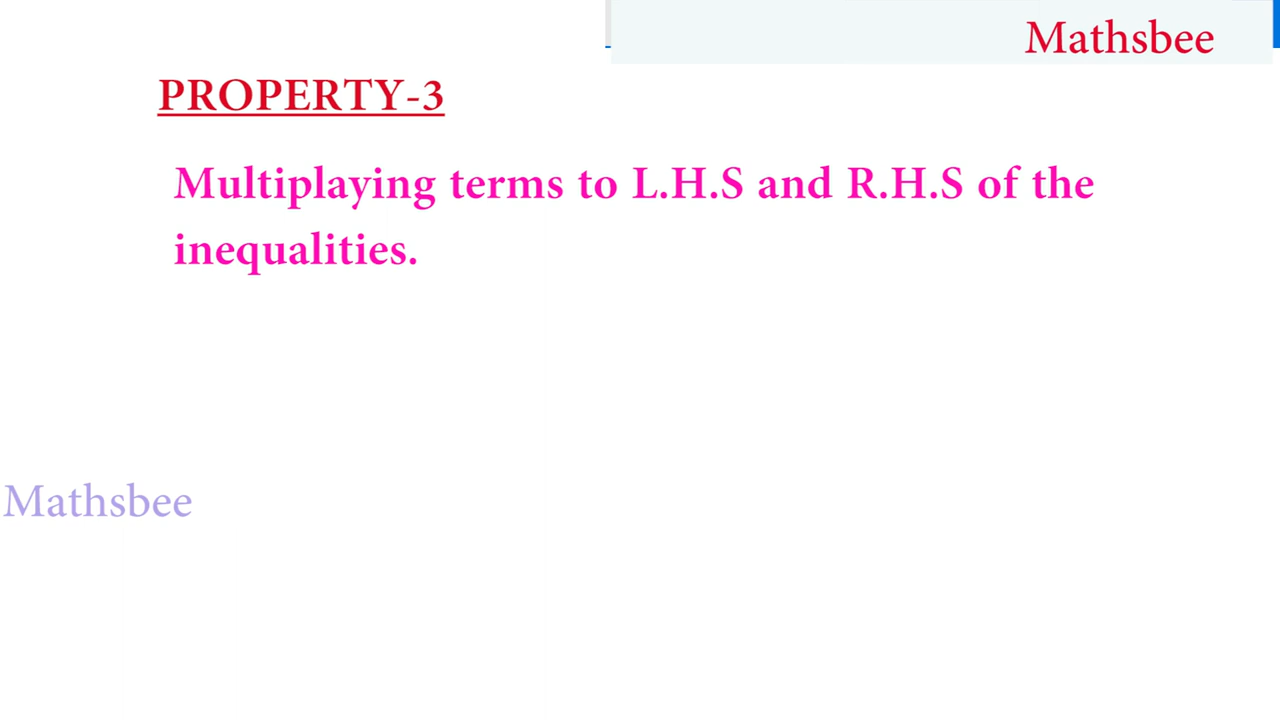 Mathsbee
PROPERTY-3
Multiplaying terms to L.H.S and R.H.S of the
inequalities.
Mathsbee